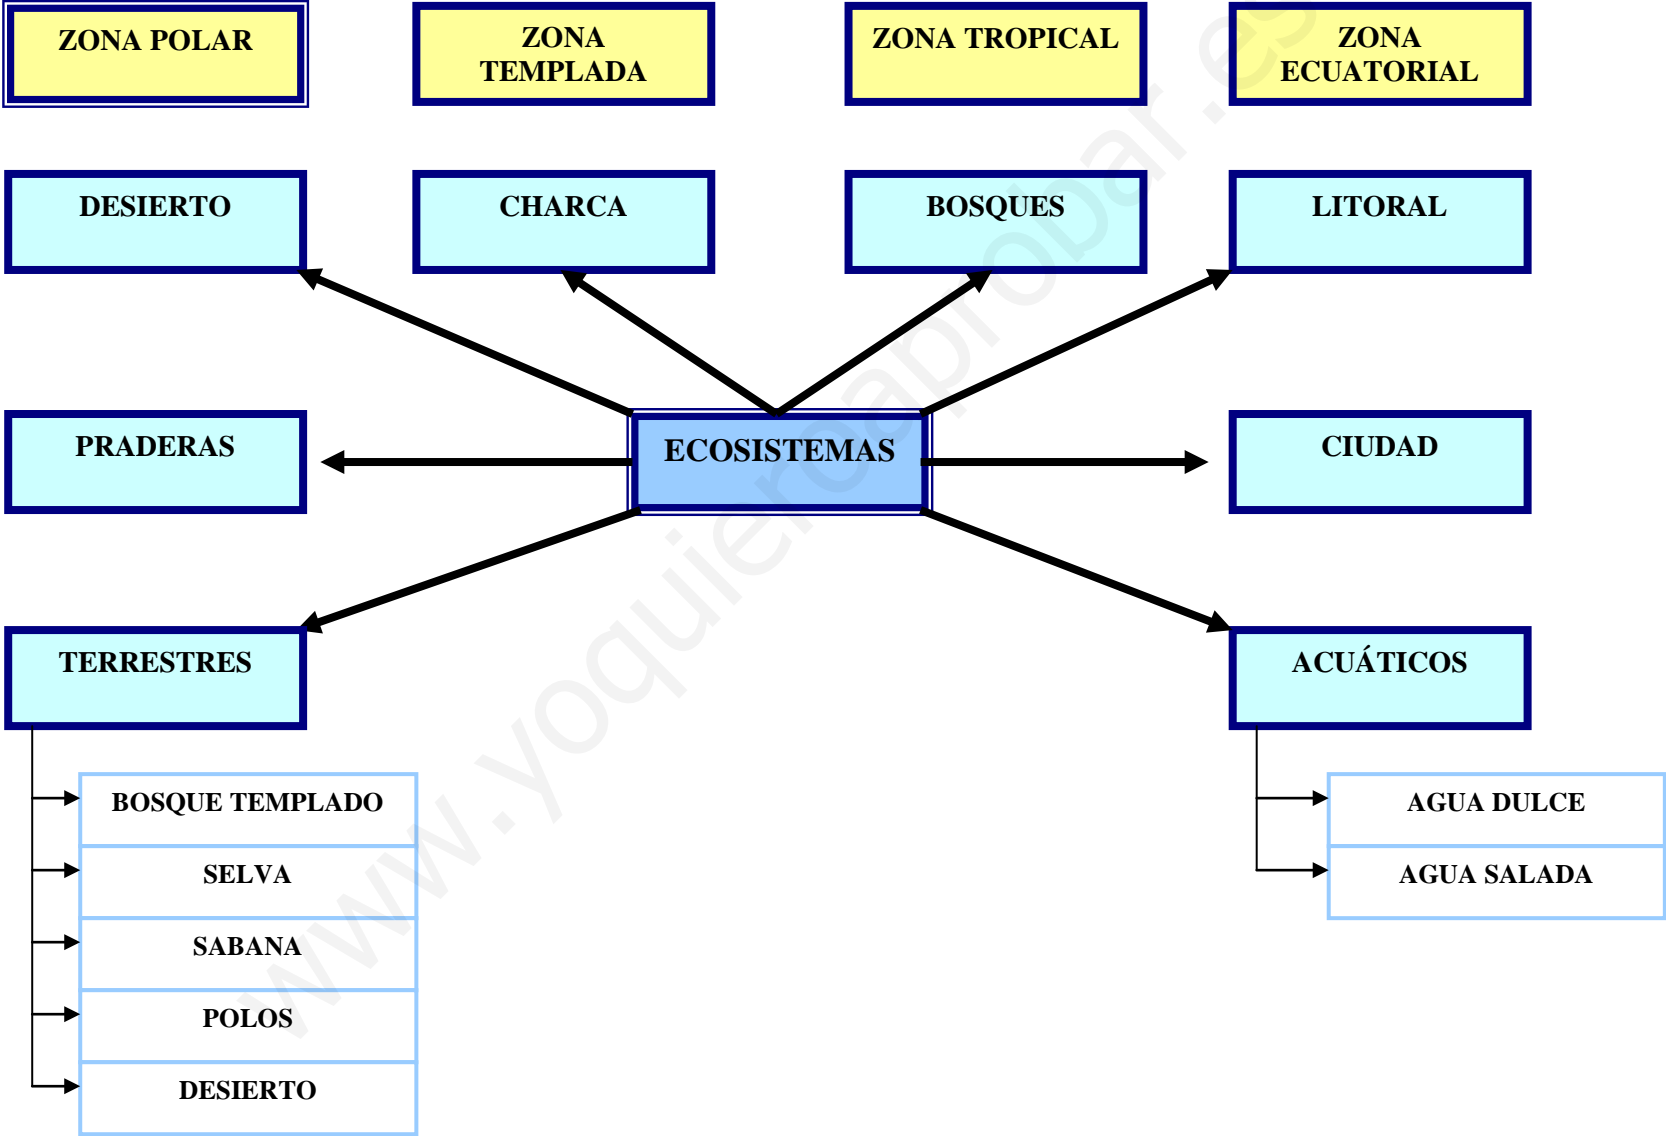 ZONA POLAR
ZONA
TEMPLADA
ZONA TROPICAL
ZONA
ECUATORIAL
DESIERTO
CHARCA
BOSQUES
LITORAL
PRADERAS
ECOSISTEMAS
CIUDAD
TERRESTRES
ACUÁTICOS
BOSQUE TEMPLADO
SELVA
SABANA
POLOS
DESIERTO
AGUA DULCE
AGUA SALADA
www.yoquieroaprobar.es